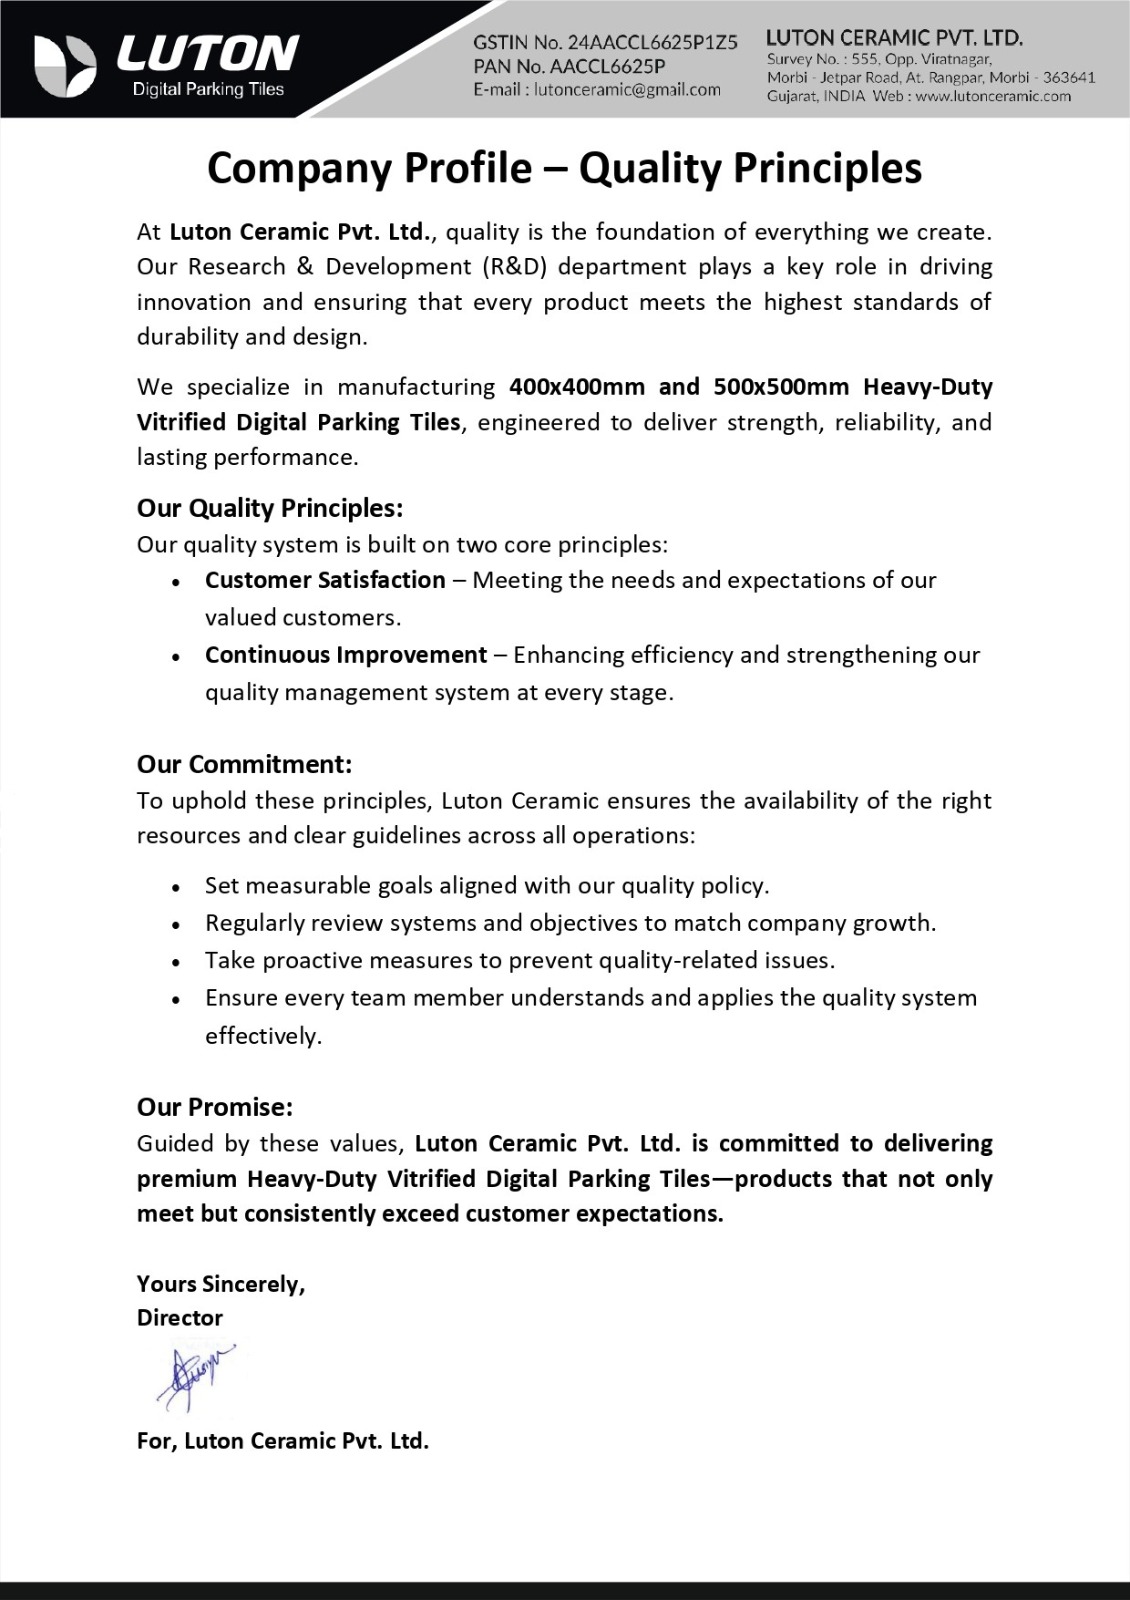 LUTON
Digital Parking Tiles
GSTIN No. 24AACCL6625P1Z5
PAN No. AACCL6625P
E-mail : lutonceramic@gmail.com
LUTON CERAMIC PVT. LTD.
Survey No. : 555, Opp. Viratnagar,
Morbi - Jetpar Road, At. Rangpar, Morbi - 363641
Gujarat, INDIA Web : www.lutonceramic.com
Company Profile – Quality Principles
At Luton Ceramic Pvt. Ltd., quality is the foundation of everything we create.
Our Research & Development (R&D) department plays a key role in driving
innovation and ensuring that every product meets the highest standards of
durability and design.
We specialize in manufacturing 400x400mm and 500x500mm Heavy-Duty
Vitrified Digital Parking Tiles, engineered to deliver strength, reliability, and
lasting performance.
Our Quality Principles:
Our quality system is built on two core principles:
• Customer Satisfaction – Meeting the needs and expectations of our
valued customers.
• Continuous Improvement – Enhancing efficiency and strengthening our
quality management system at every stage.
Our Commitment:
To uphold these principles, Luton Ceramic ensures the availability of the right
resources and clear guidelines across all operations:
• Set measurable goals aligned with our quality policy.
• Regularly review systems and objectives to match company growth.
• Take proactive measures to prevent quality-related issues.
• Ensure every team member understands and applies the quality system
effectively.
Our Promise:
Guided by these values, Luton Ceramic Pvt. Ltd. is committed to delivering
premium Heavy-Duty Vitrified Digital Parking Tiles—products that not only
meet but consistently exceed customer expectations.
Yours Sincerely,
Director
For, Luton Ceramic Pvt. Ltd.